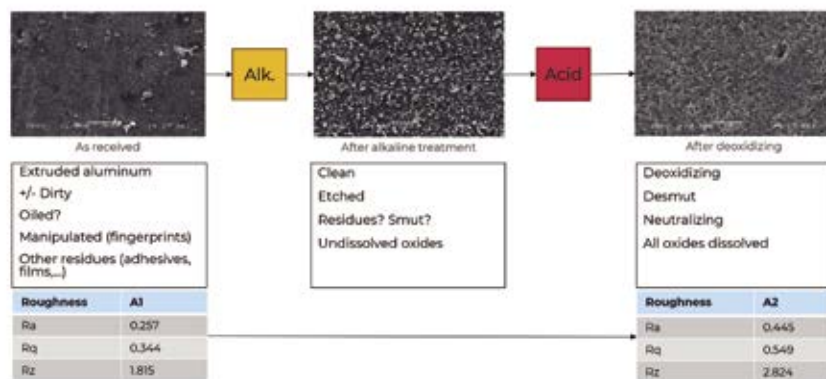 Alk.
Acid
As received
After alkaline treatment
After deoxidizing
Extruded aluminum
+/- Dirty
Oiled?
Manipulated (fingerprints)
Other residues (adhesives,
films,...)
Clean
Etched
Residues? Smut?
Undissolved oxides
Deoxidizing
Desmut
Neutralizing
All oxides dissolved
Roughness A1
Ra 0.257
Rq 0.344
Rz 1.815
Roughness A2
Ra 0.445
Rq 0.549
Rz 2.824